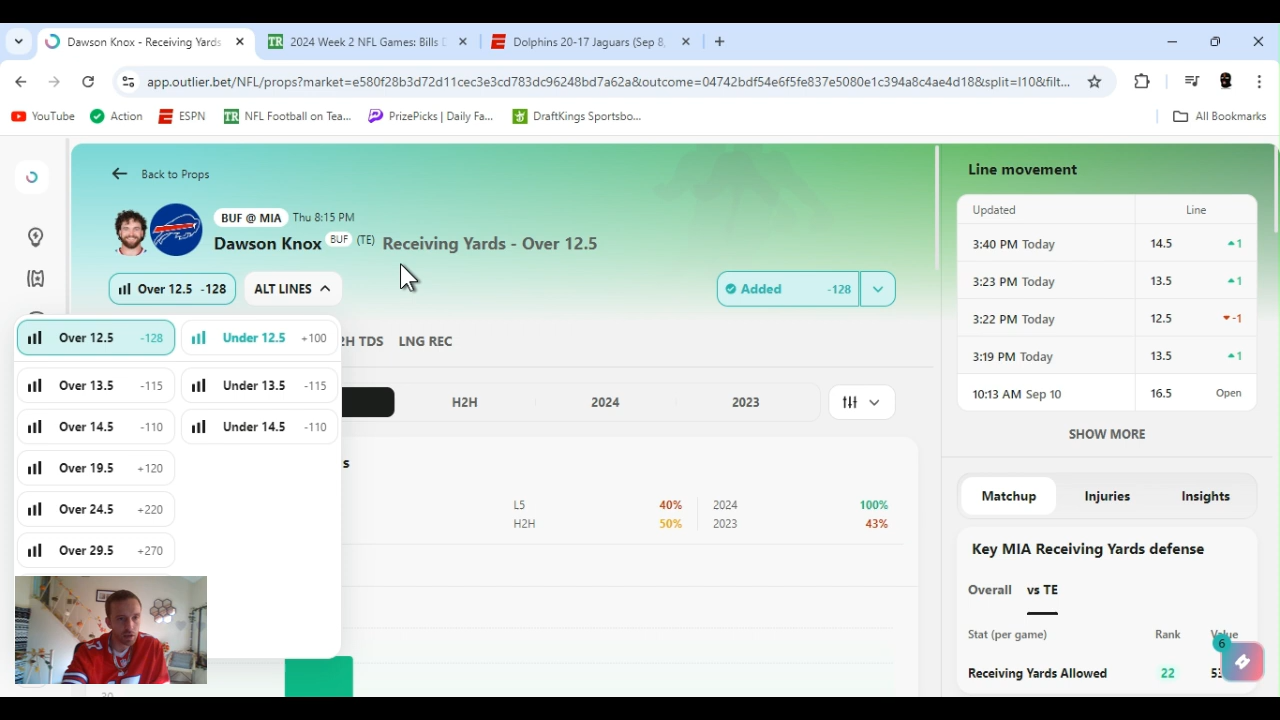 Dawson Knox - Receiving Yards
2024 Week 2 NFL Games: Bills
Dolphins 20-17 Jaguars (Sep 8,
app.outlier.bet/NFL/props?market=e580f28b3d72d11cec3e3cd783dc96248bd7a62a&outcome=04742bdf54e6f5fe837e5080e1c394a8c4ae4d18&split=l10&filt...
YouTube
Action
ESPN
NFL Football on Tea...
PrizePicks | Daily Fa...
DraftKings Sportsbo...
All Bookmarks
Back to Props
BUF @ MIA Thu 8:15 PM
Dawson Knox BUF (TE) Receiving Yards - Over 12.5
Over 12.5 -128
ALT LINES
Added -128
Over 12.5 -128
Under 12.5 +100
Over 13.5 -115
Under 13.5 -115
Over 14.5 -110
Under 14.5 -110
Over 19.5 +120
Over 24.5 +220
Over 29.5 +270
2H TDS LNG REC
H2H
2024
2023
s
L5 40% 2024 100%
H2H 50% 2023 43%
Line movement
Updated Line
3:40 PM Today 14.5 1
3:23 PM Today 13.5 1
3:22 PM Today 12.5 -1
3:19 PM Today 13.5 1
10:13 AM Sep 10 16.5 Open
SHOW MORE
Matchup
Injuries
Insights
Key MIA Receiving Yards defense
Overall vs TE
Stat (per game) Rank Value
6
Receiving Yards Allowed 22